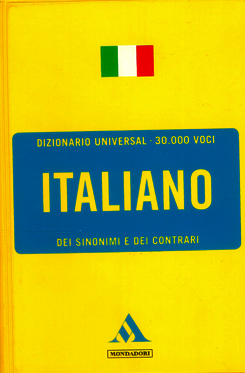 DIZIONARIO UNIVERSAL · 30.000 VOCI
ITALIANO
DEI SINONIMI E DEI CONTRARI
MONDADORI